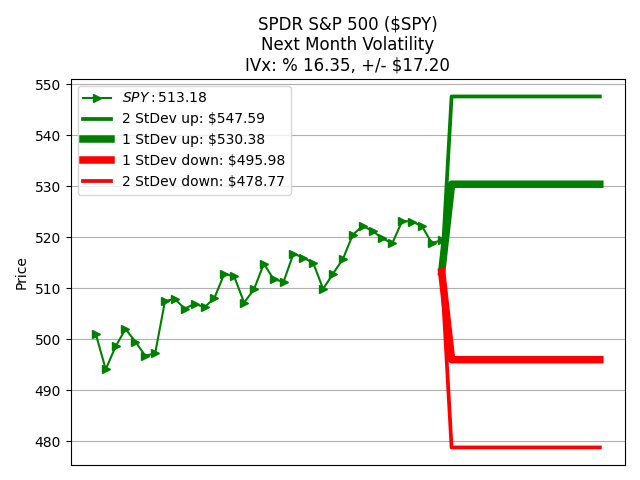 SPDR S&P 500 ($SPY)
Next Month Volatility
IVx: % 16.35, +/- $17.20
SPY: 513.18
2 StDev up: $547.59
1 StDev up: $530.38
1 StDev down: $495.98
2 StDev down: $478.77
Price
550
540
530
520
510
500
490
480